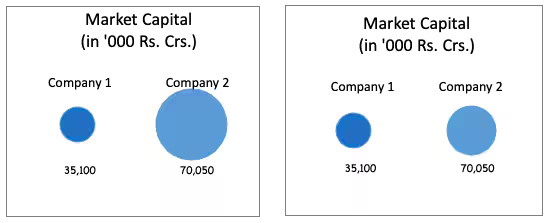 Market Capital
(in '000 Rs. Crs.)
Company 1
Company 2
35,100
70,050
Market Capital
(in '000 Rs. Crs.)
Company 1
Company 2
35,100
70,050